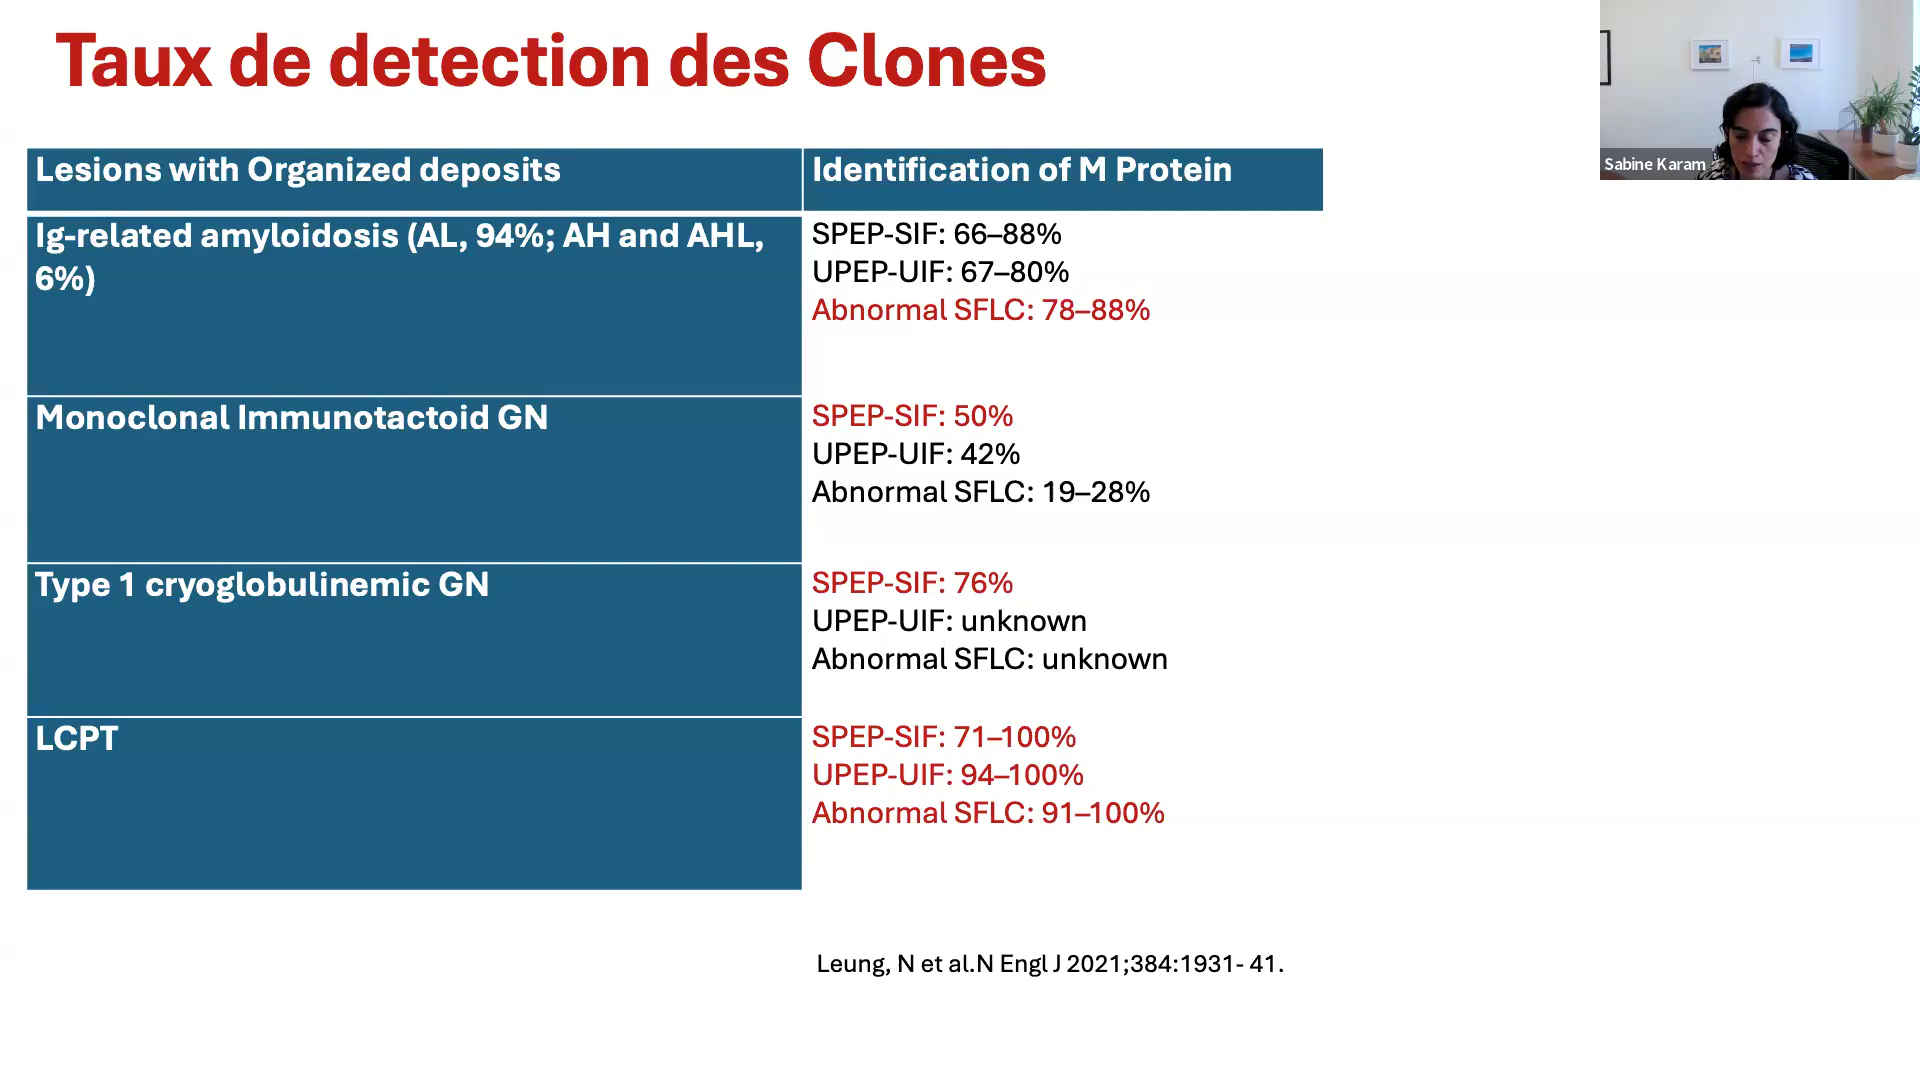 Taux de detection des Clones
Sabine Karam
Lesions with Organized deposits
Identification of M Protein
Ig-related amyloidosis (AL, 94%; AH and AHL,
6%)
SPEP-SIF: 66–88%
UPEP-UIF: 67–80%
Abnormal SFLC: 78–88%
Monoclonal Immunotactoid GN
SPEP-SIF: 50%
UPEP-UIF: 42%
Abnormal SFLC: 19–28%
Type 1 cryoglobulinemic GN
SPEP-SIF: 76%
UPEP-UIF: unknown
Abnormal SFLC: unknown
LCPT
SPEP-SIF: 71–100%
UPEP-UIF: 94–100%
Abnormal SFLC: 91–100%
Leung, N et al.N Engl J 2021;384:1931- 41.